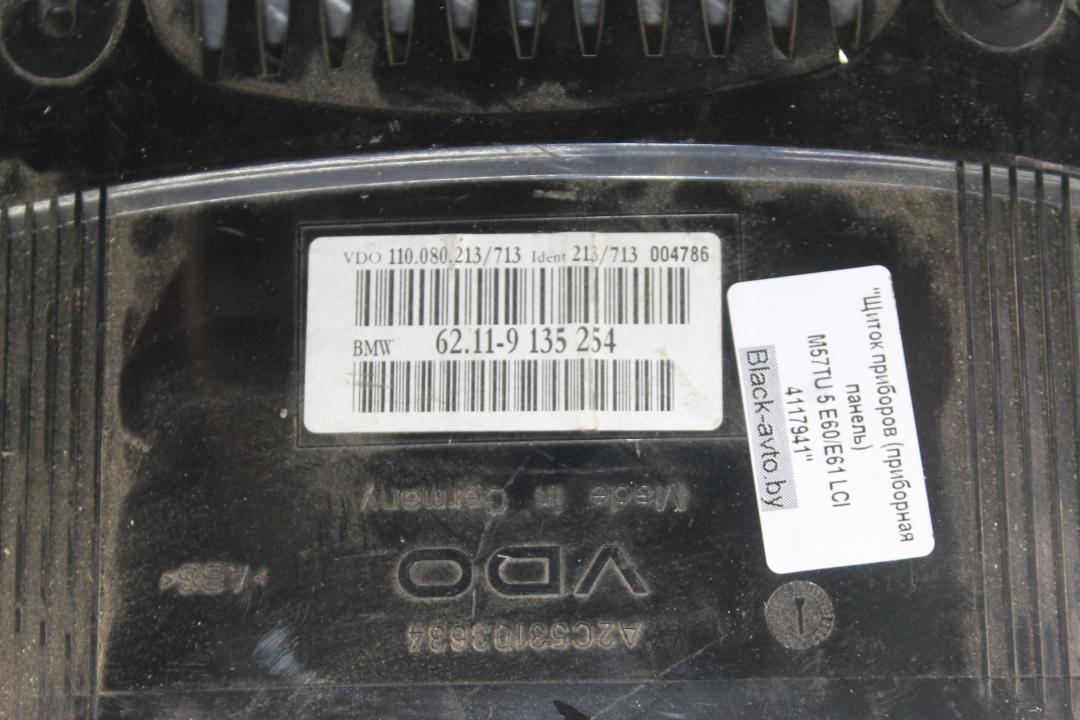 VDO 110.080.213/713 Ident 213/713 004786
BMW 62.11-9 135 254
"Щиток приборов (приборная
панель)
M57TU 5 E60/E61 LCI
4117941"
Black-avto.by
Made in Germany
VDO
>ABS<
A2C53103634